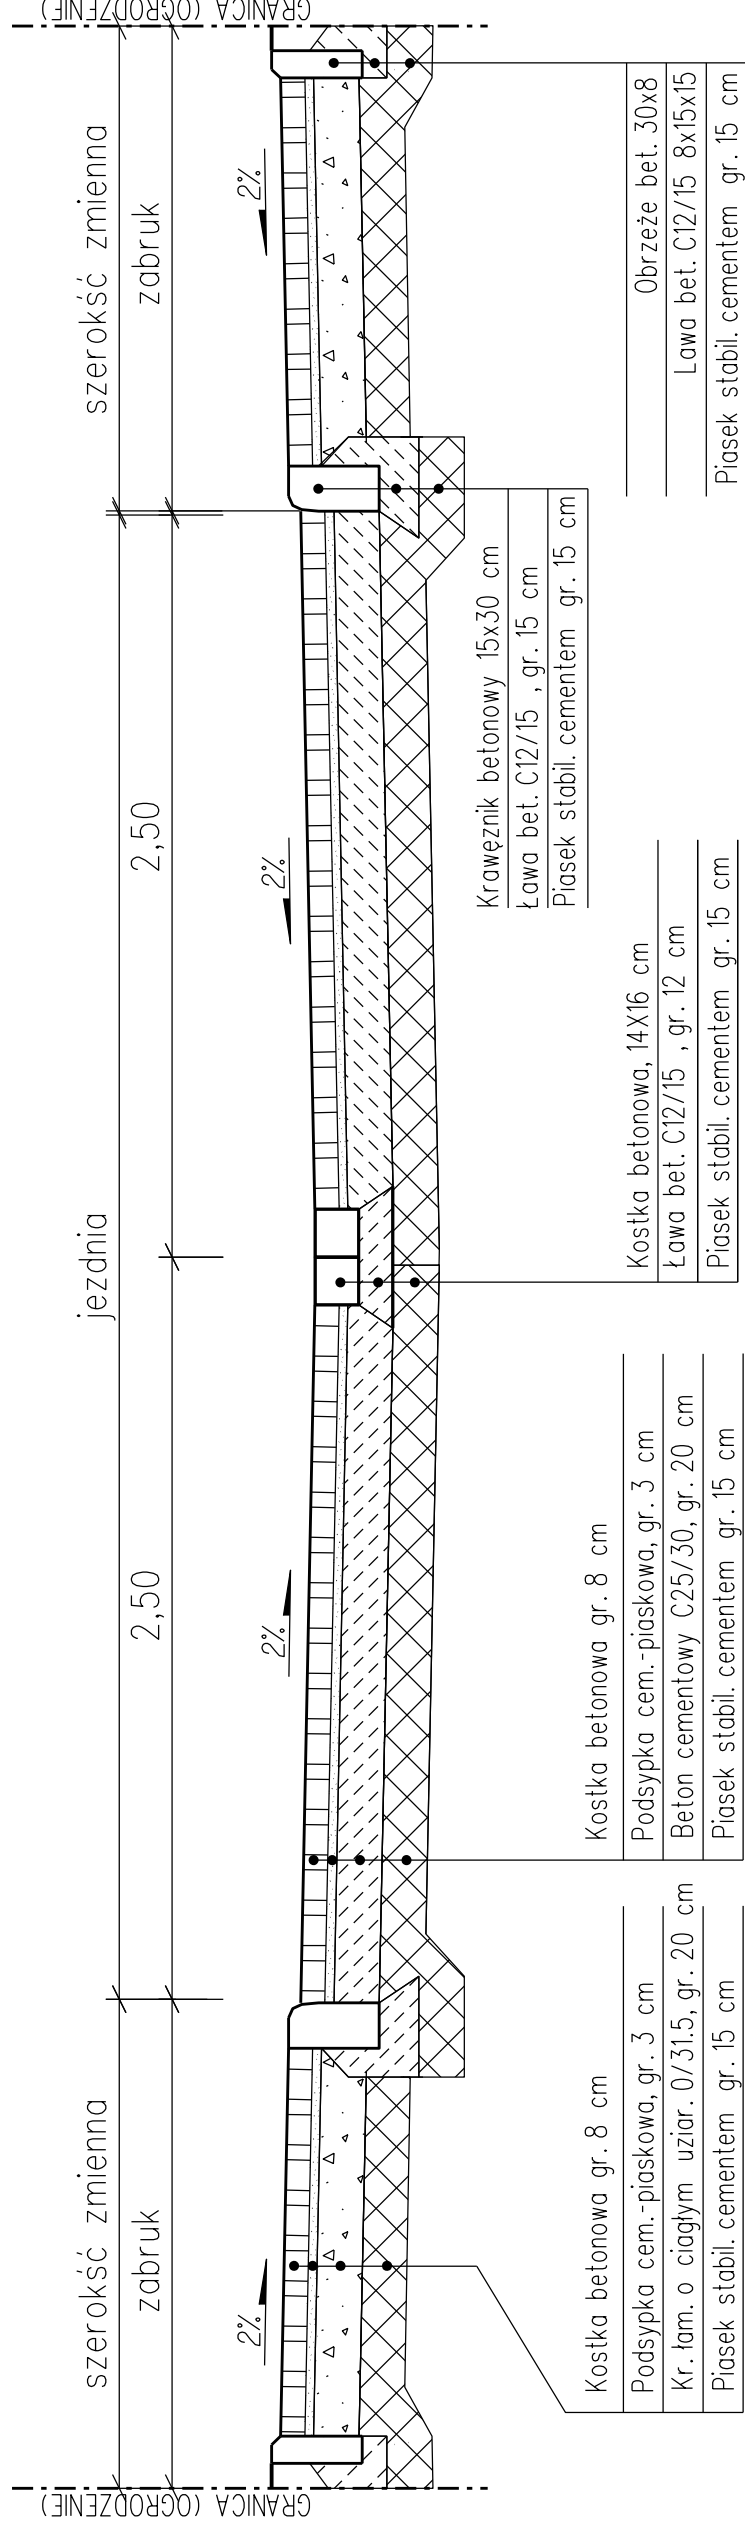 GRANICA (OGRODZENIE)
szerokść zmienna
zabruk
jezdnia
2,50
2,50
szerokść zmienna
zabruk
GRANICA (OGRODZENIE)
2%
2%
2%
2%
Kostka betonowa gr. 8 cm
Podsypka cem.-piaskowa, gr. 3 cm
Kr. łam. o ciągłym uziar. 0/31.5, gr. 20 cm
Piasek stabil. cementem gr. 15 cm
Kostka betonowa gr. 8 cm
Podsypka cem.-piaskowa, gr. 3 cm
Beton cementowy C25/30, gr. 20 cm
Piasek stabil. cementem gr. 15 cm
Kostka betonowa, 14X16 cm
Ława bet. C12/15 , gr. 12 cm
Piasek stabil. cementem gr. 15 cm
Krawęznik betonowy 15x30 cm
Ława bet. C12/15 , gr. 15 cm
Piasek stabil. cementem gr. 15 cm
Obrzeże bet. 30x8
Lawa bet. C12/15 8x15x15
Piasek stabil. cementem gr. 15 cm